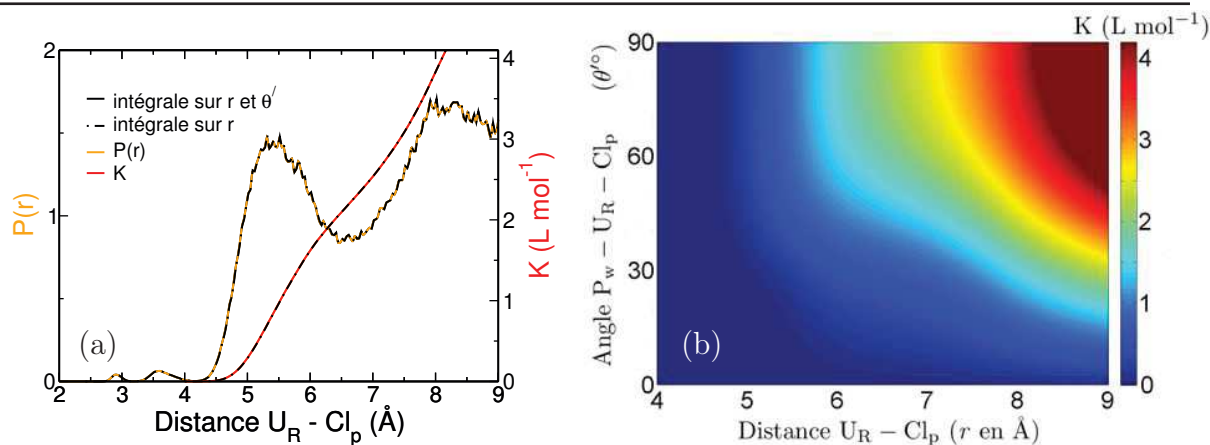 2
1
0
P(r)
intégrale sur r et θ′
intégrale sur r
P(r)
K
(a)
4
3
2
1
0
K (L mol⁻¹)
2 3 4 5 6 7 8 9
Distance U_R - Cl_p (Å)
K (L mol⁻¹)
90
60
30
0
Angle P_w − U_R − Cl_p (θ′°)
(b)
4
3
2
1
0
4 5 6 7 8 9
Distance U_R − Cl_p (r en Å)